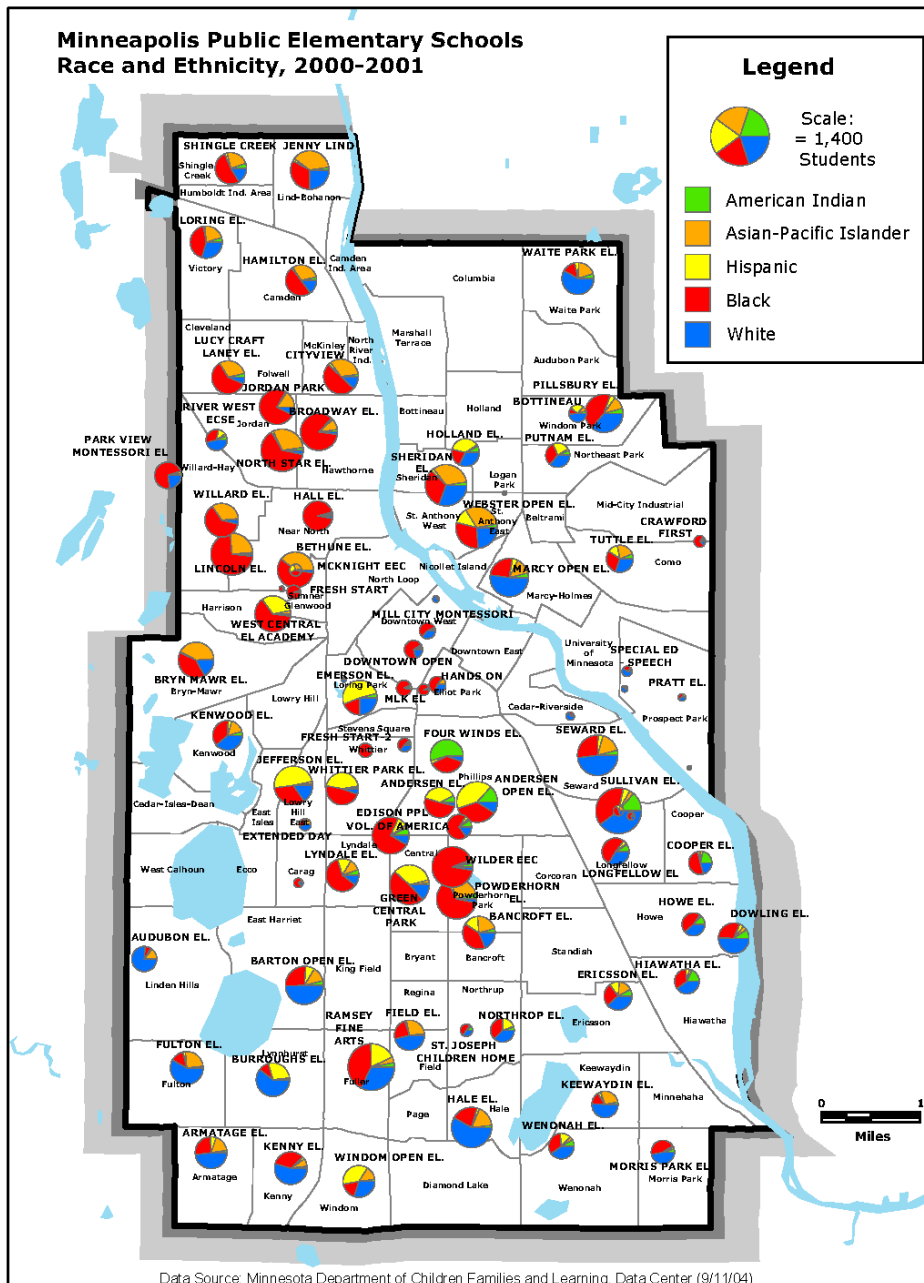 Minneapolis Public Elementary Schools
Race and Ethnicity, 2000-2001
Legend
Scale:
= 1,400
Students
American Indian
Asian-Pacific Islander
Hispanic
Black
White
SHINGLE CREEK
JENNY LIND
Shingle
Creek
Humboldt Ind. Area
Lind-Bohanon
LORING EL.
Victory
HAMILTON EL.
Camden
Ind. Area
Camden
Columbia
WAITE PARK EL.
Waite Park
Cleveland
LUCY CRAFT
LANEY EL.
Folwell
McKinley
CITYVIEW
North
River
Ind.
Marshall
Terrace
Audubon Park
JORDAN PARK
RIVER WEST
ECSE
Jordan
BROADWAY EL.
Bottineau
Holland
PILLSBURY EL.
BOTTINEAU
Windom Park
PARK VIEW
MONTESSORI EL
Willard-Hay
NORTH STAR EL.
Hawthorne
HOLLAND EL.
SHERIDAN
EL.
Sheridan
Logan
Park
PUTNAM EL.
Northeast Park
WILLARD EL.
HALL EL.
Near North
St. Anthony
West
WEBSTER OPEN EL.
St.
Anthony
East
Beltrami
Mid-City Industrial
CRAWFORD
FIRST
TUTTLE EL.
Como
LINCOLN EL.
BETHUNE EL.
MCKNIGHT EEC
FRESH START
Sumner
Glenwood
North Loop
Nicollet Island
MARCY OPEN EL.
Marcy-Holmes
Harrison
WEST CENTRAL
EL ACADEMY
MILL CITY MONTESSORI
Downtown West
DOWNTOWN OPEN
Downtown East
University
of
Minnesota
SPECIAL ED
SPEECH
PRATT EL.
Prospect Park
BRYN MAWR EL.
Bryn-Mawr
Lowry Hill
EMERSON EL.
Loring Park
HANDS ON
Elliot Park
MLK EL
Cedar-Riverside
KENWOOD EL.
Kenwood
Stevens Square
FRESH START-2
Whittier
FOUR WINDS EL.
SEWARD EL.
Seward
JEFFERSON EL.
WHITTIER PARK EL.
Phillips
ANDERSEN EL.
ANDERSEN
OPEN EL.
SULLIVAN EL.
Cedar-Isles-Dean
East
Isles
Lowry
Hill
East
EXTENDED DAY
EDISON PPL
VOL. OF AMERICA
Lyndale
Central
Cooper
West Calhoun
Ecco
Carag
LYNDALE EL.
WILDER EEC
Corcoran
Longfellow
LONGFELLOW EL
COOPER EL.
GREEN
CENTRAL
PARK
POWDERHORN
EL.
Powderhorn
Park
East Harriet
BANCROFT EL.
Bancroft
HOWE EL.
Howe
DOWLING EL.
AUDUBON EL.
Linden Hills
BARTON OPEN EL.
King Field
Bryant
Standish
Regina
Northrup
ERICSSON EL.
Ericsson
HIAWATHA EL.
Hiawatha
RAMSEY
FINE
ARTS
Fuller
FIELD EL.
NORTHROP EL.
ST. JOSEPH
CHILDREN HOME
Field
FULTON EL.
Fulton
Lynnhurst
BURROUGHS EL.
Keewaydin
KEEWAYDIN EL.
Minnehaha
Page
HALE EL.
Hale
WENONAH EL.
Wenonah
ARMATAGE EL.
Armatage
KENNY EL.
Kenny
WINDOM OPEN EL.
Windom
Diamond Lake
MORRIS PARK EL
Morris Park
0 1
Miles
Data Source: Minnesota Department of Children Families and Learning, Data Center (9/11/04)